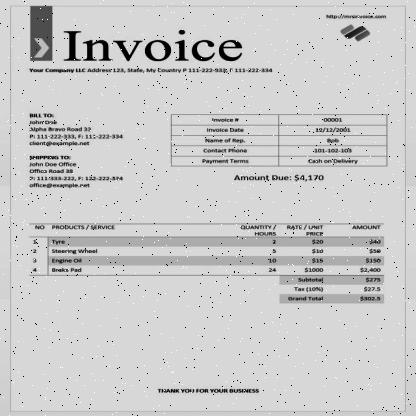 http://mrsinvoice.com
Invoice
Your Company LLC Address 123, State, My Country P 111-222-333, F 111-222-334
BILL TO:
John Doe
Alpha Bravo Road 33
P: 111-222-333, F: 111-222-334
client@example.net
SHIPPING TO:
John Doe Office
Office Road 38
P: 111-333-222, F: 122-222-334
office@example.net
Invoice # 00001
Invoice Date 12/12/2001
Name of Rep. Bob
Contact Phone 101-102-103
Payment Terms Cash on Delivery
Amount Due: $4,170
NO PRODUCTS / SERVICE QUANTITY / HOURS RATE / UNIT PRICE AMOUNT
1 Tyre 2 $20 $40
2 Steering Wheel 5 $10 $50
3 Engine Oil 10 $15 $150
4 Breks Pad 24 $1000 $2,400
Subtotal $275
Tax (10%) $27.5
Grand Total $302.5
THANK YOU FOR YOUR BUSINESS